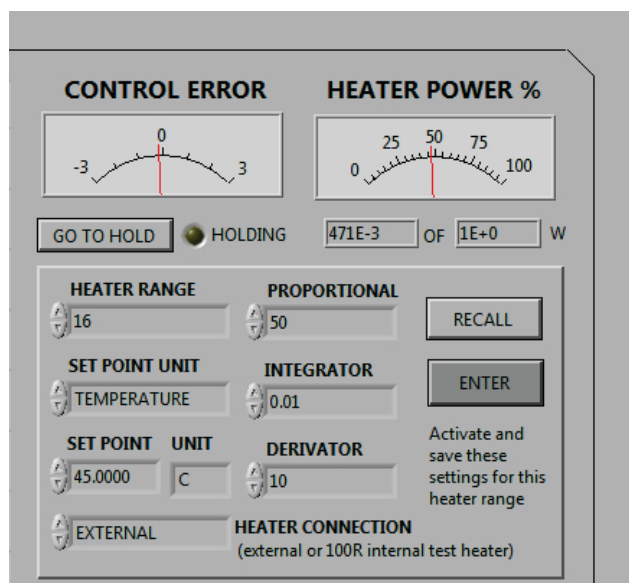 CONTROL ERROR
HEATER POWER %
-3 0 3
0 25 50 75 100
GO TO HOLD HOLDING 471E-3 OF 1E+0 W
HEATER RANGE PROPORTIONAL
16 50 RECALL
SET POINT UNIT INTEGRATOR
TEMPERATURE 0.01 ENTER
SET POINT UNIT DERIVATOR
45.0000 C 10
Activate and
save these
settings for this
heater range
EXTERNAL HEATER CONNECTION
(external or 100R internal test heater)